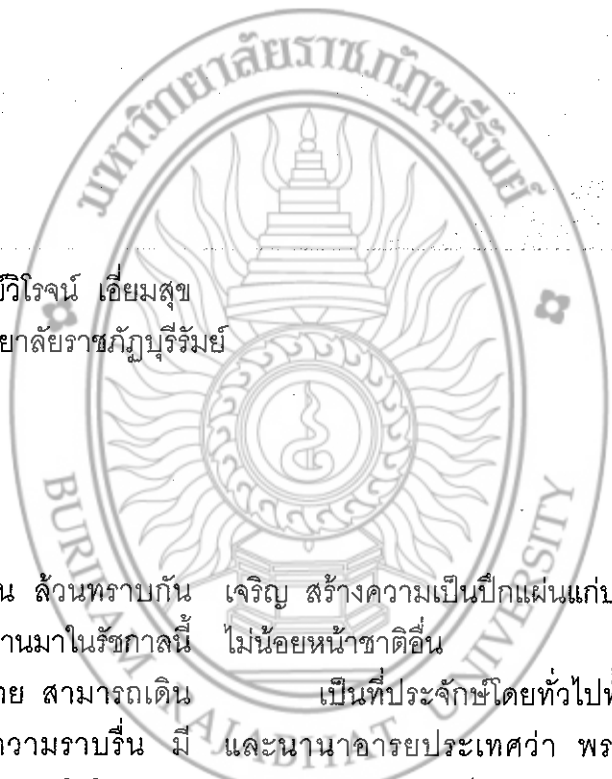 มหาวิทยาลัยราชภัฏบุรีรัมย์
วิโรจน์ เอี่ยมสุข
ยาลัยราชภัฏบุรีรัมย์
น ล้วนทราบกัน
านมาในรัชกาลนี้
าย สามารถเดิน
ความราบรื่น มี
เจริญ สร้างความเป็นปึกแผ่นแก่
ไม่น้อยหน้าชาติอื่น
เป็นที่ประจักษ์โดยทั่วไป
และนานาอารยประเทศว่า พร
BURIRAM RAJABHAT UNIVERSITY